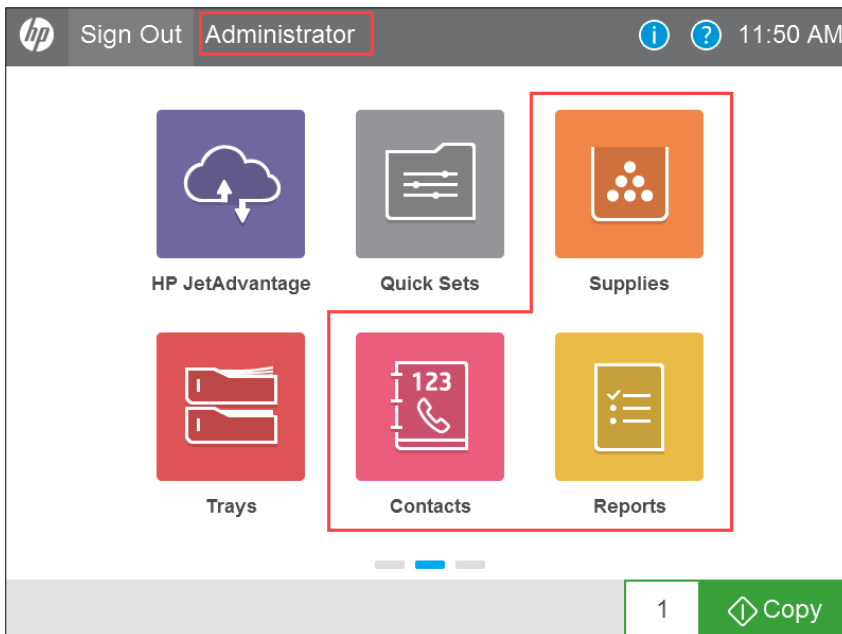 hp Sign Out Administrator i ? 11:50 AM
HP JetAdvantage Quick Sets Supplies
123
Trays Contacts Reports
1 Copy